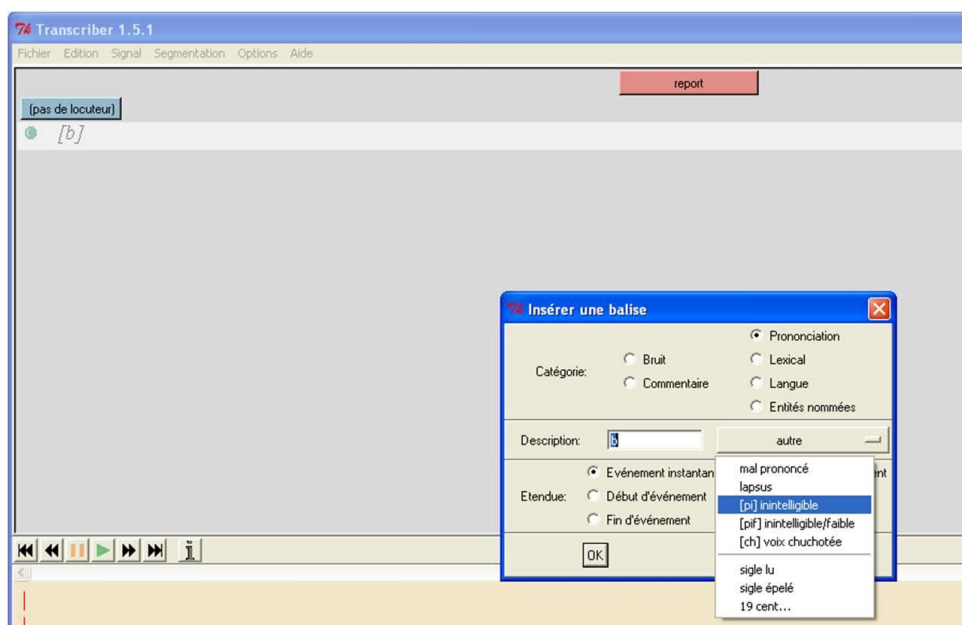 Transcriber 1.5.1
Fichier Edition Signal Segmentation Options Aide
report
(pas de locuteur)
[b]
Insérer une balise
Catégorie:
Bruit
Commentaire
Prononciation
Lexical
Langue
Entités nommées
Description: b autre
Etendue:
Evénement instantan
Début d'événement
Fin d'événement
OK
mal prononcé
lapsus
[pi] inintelligible
[pif] inintelligible/faible
[ch] voix chuchotée
sigle lu
sigle épelé
19 cent...